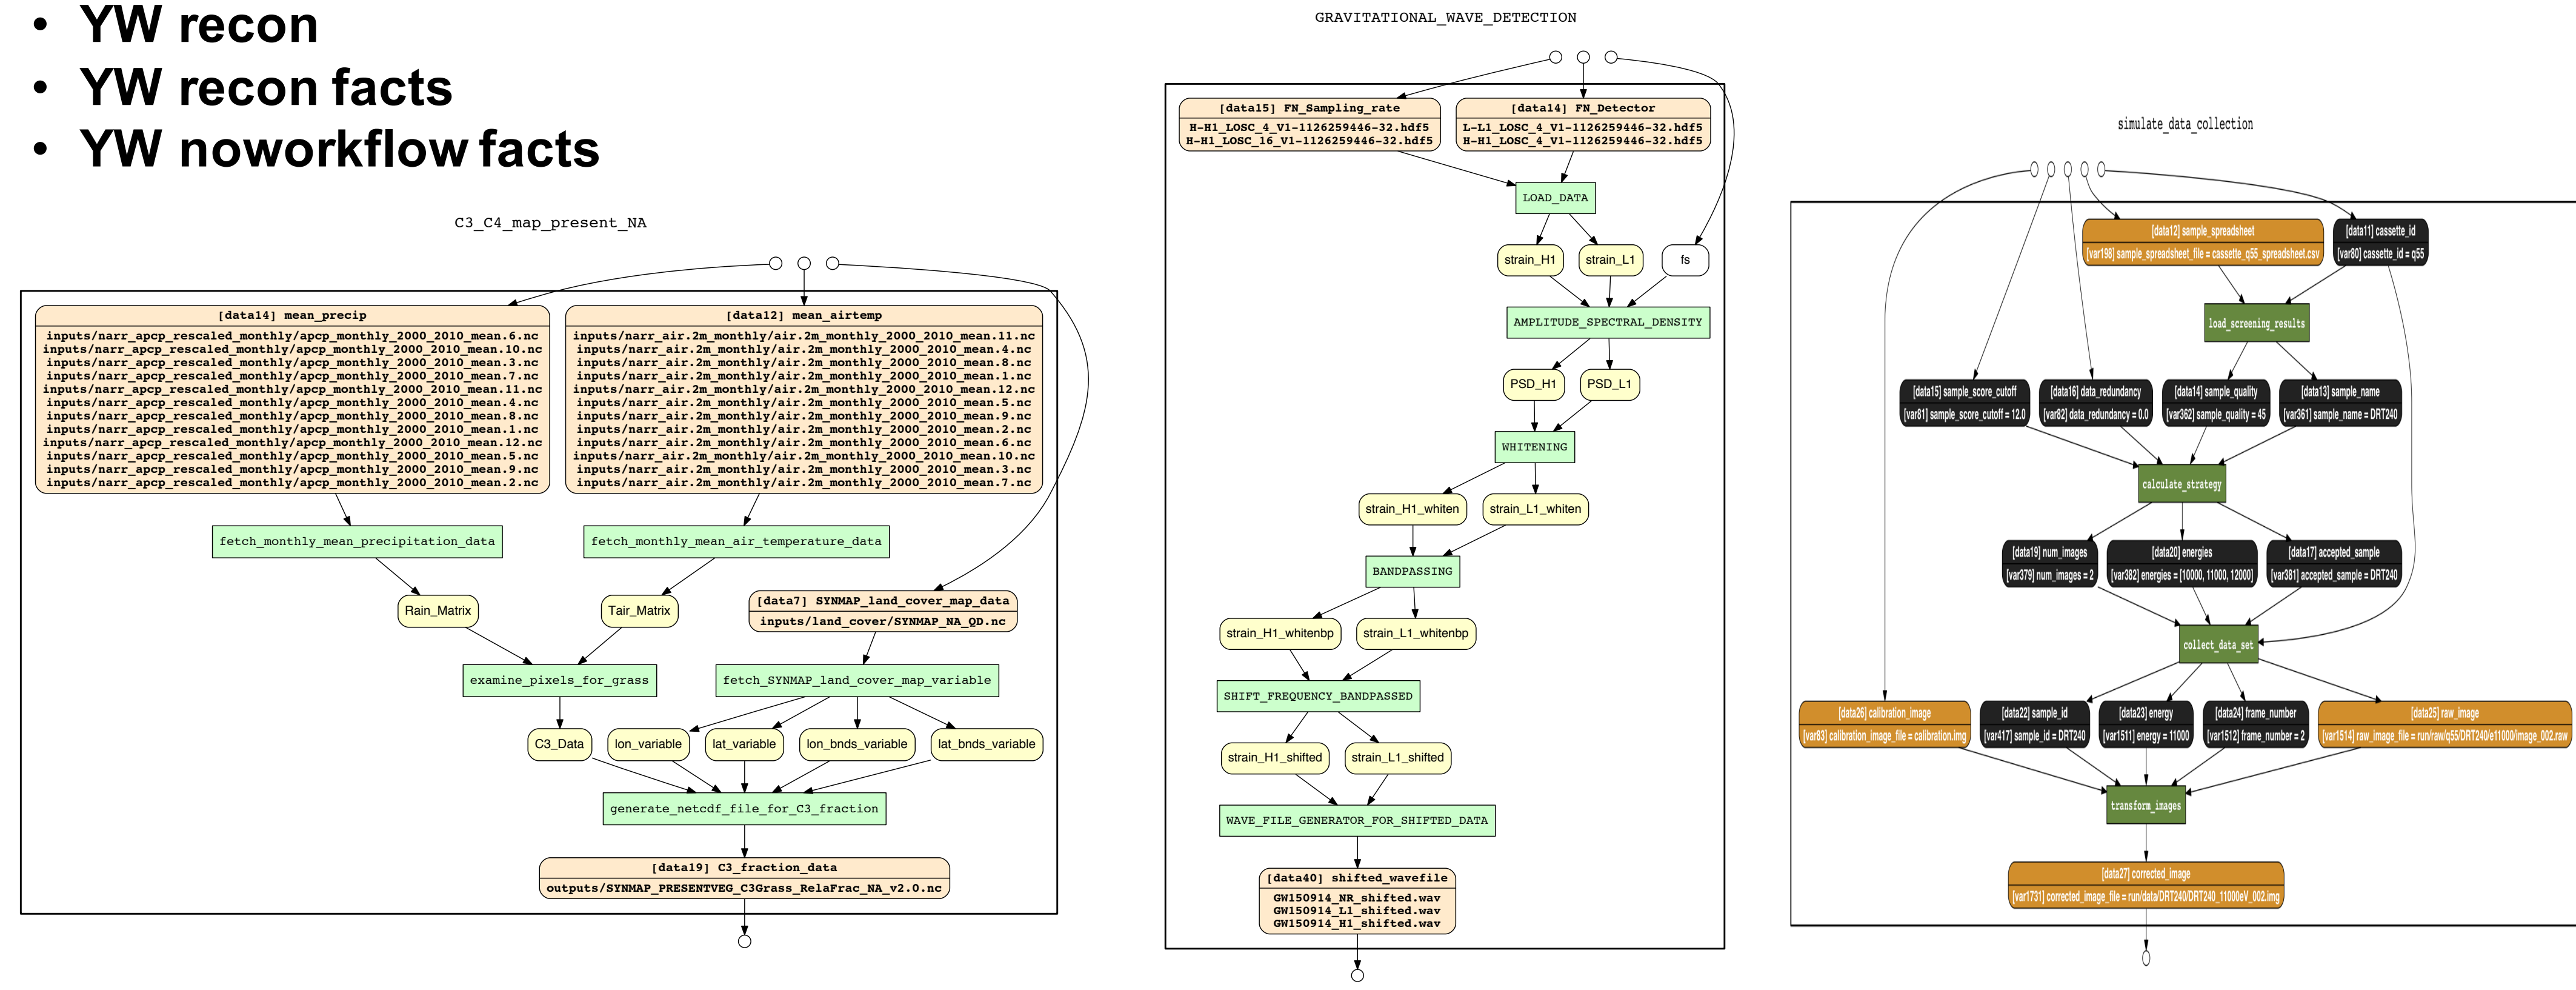 • YW recon
• YW recon facts
• YW noworkflow facts
C3_C4_map_present_NA
[data14] mean_precip
inputs/narr_apcp_rescaled_monthly/apcp_monthly_2000_2010_mean.6.nc
inputs/narr_apcp_rescaled_monthly/apcp_monthly_2000_2010_mean.10.nc
inputs/narr_apcp_rescaled_monthly/apcp_monthly_2000_2010_mean.3.nc
inputs/narr_apcp_rescaled_monthly/apcp_monthly_2000_2010_mean.7.nc
inputs/narr_apcp_rescaled_monthly/apcp_monthly_2000_2010_mean.11.nc
inputs/narr_apcp_rescaled_monthly/apcp_monthly_2000_2010_mean.4.nc
inputs/narr_apcp_rescaled_monthly/apcp_monthly_2000_2010_mean.8.nc
inputs/narr_apcp_rescaled_monthly/apcp_monthly_2000_2010_mean.1.nc
inputs/narr_apcp_rescaled_monthly/apcp_monthly_2000_2010_mean.12.nc
inputs/narr_apcp_rescaled_monthly/apcp_monthly_2000_2010_mean.5.nc
inputs/narr_apcp_rescaled_monthly/apcp_monthly_2000_2010_mean.9.nc
inputs/narr_apcp_rescaled_monthly/apcp_monthly_2000_2010_mean.2.nc
[data12] mean_airtemp
inputs/narr_air.2m_monthly/air.2m_monthly_2000_2010_mean.11.nc
inputs/narr_air.2m_monthly/air.2m_monthly_2000_2010_mean.4.nc
inputs/narr_air.2m_monthly/air.2m_monthly_2000_2010_mean.8.nc
inputs/narr_air.2m_monthly/air.2m_monthly_2000_2010_mean.1.nc
inputs/narr_air.2m_monthly/air.2m_monthly_2000_2010_mean.12.nc
inputs/narr_air.2m_monthly/air.2m_monthly_2000_2010_mean.5.nc
inputs/narr_air.2m_monthly/air.2m_monthly_2000_2010_mean.9.nc
inputs/narr_air.2m_monthly/air.2m_monthly_2000_2010_mean.2.nc
inputs/narr_air.2m_monthly/air.2m_monthly_2000_2010_mean.6.nc
inputs/narr_air.2m_monthly/air.2m_monthly_2000_2010_mean.10.nc
inputs/narr_air.2m_monthly/air.2m_monthly_2000_2010_mean.3.nc
inputs/narr_air.2m_monthly/air.2m_monthly_2000_2010_mean.7.nc
fetch_monthly_mean_precipitation_data
fetch_monthly_mean_air_temperature_data
Rain_Matrix
Tair_Matrix
[data7] SYNMAP_land_cover_map_data
inputs/land_cover/SYNMAP_NA_QD.nc
examine_pixels_for_grass
fetch_SYNMAP_land_cover_map_variable
C3_Data
lon_variable
lat_variable
lon_bnds_variable
lat_bnds_variable
generate_netcdf_file_for_C3_fraction
[data19] C3_fraction_data
outputs/SYNMAP_PRESENTVEG_C3Grass_RelaFrac_NA_v2.0.nc
GRAVITATIONAL_WAVE_DETECTION
[data15] FN_Sampling_rate
H-H1_LOSC_4_V1-1126259446-32.hdf5
H-H1_LOSC_16_V1-1126259446-32.hdf5
[data14] FN_Detector
L-L1_LOSC_4_V1-1126259446-32.hdf5
H-H1_LOSC_4_V1-1126259446-32.hdf5
LOAD_DATA
strain_H1
strain_L1
fs
AMPLITUDE_SPECTRAL_DENSITY
PSD_H1
PSD_L1
WHITENING
strain_H1_whiten
strain_L1_whiten
BANDPASSING
strain_H1_whitenbp
strain_L1_whitenbp
SHIFT_FREQUENCY_BANDPASSED
strain_H1_shifted
strain_L1_shifted
WAVE_FILE_GENERATOR_FOR_SHIFTED_DATA
[data40] shifted_wavefile
GW150914_NR_shifted.wav
GW150914_L1_shifted.wav
GW150914_H1_shifted.wav
simulate_data_collection
[data12] sample_spreadsheet
[var198] sample_spreadsheet_file = cassette_q55_spreadsheet.csv
[data11] cassette_id
[var80] cassette_id = q55
load_screening_results
[data15] sample_score_cutoff
[var81] sample_score_cutoff = 12.0
[data16] data_redundancy
[var82] data_redundancy = 0.0
[data14] sample_quality
[var362] sample_quality = 45
[data13] sample_name
[var361] sample_name = DRT240
calculate_strategy
[data19] num_images
[var379] num_images = 2
[data20] energies
[var382] energies = [10000, 11000, 12000]
[data17] accepted_sample
[var381] accepted_sample = DRT240
collect_data_set
[data26] calibration_image
[var83] calibration_image_file = calibration.img
[data22] sample_id
[var417] sample_id = DRT240
[data23] energy
[var1511] energy = 11000
[data24] frame_number
[var1512] frame_number = 2
[data25] raw_image
[var1514] raw_image_file = run/raw/q55/DRT240/e11000/image_002.raw
transform_images
[data27] corrected_image
[var1731] corrected_image_file = run/data/DRT240/DRT240_11000eV_002.img